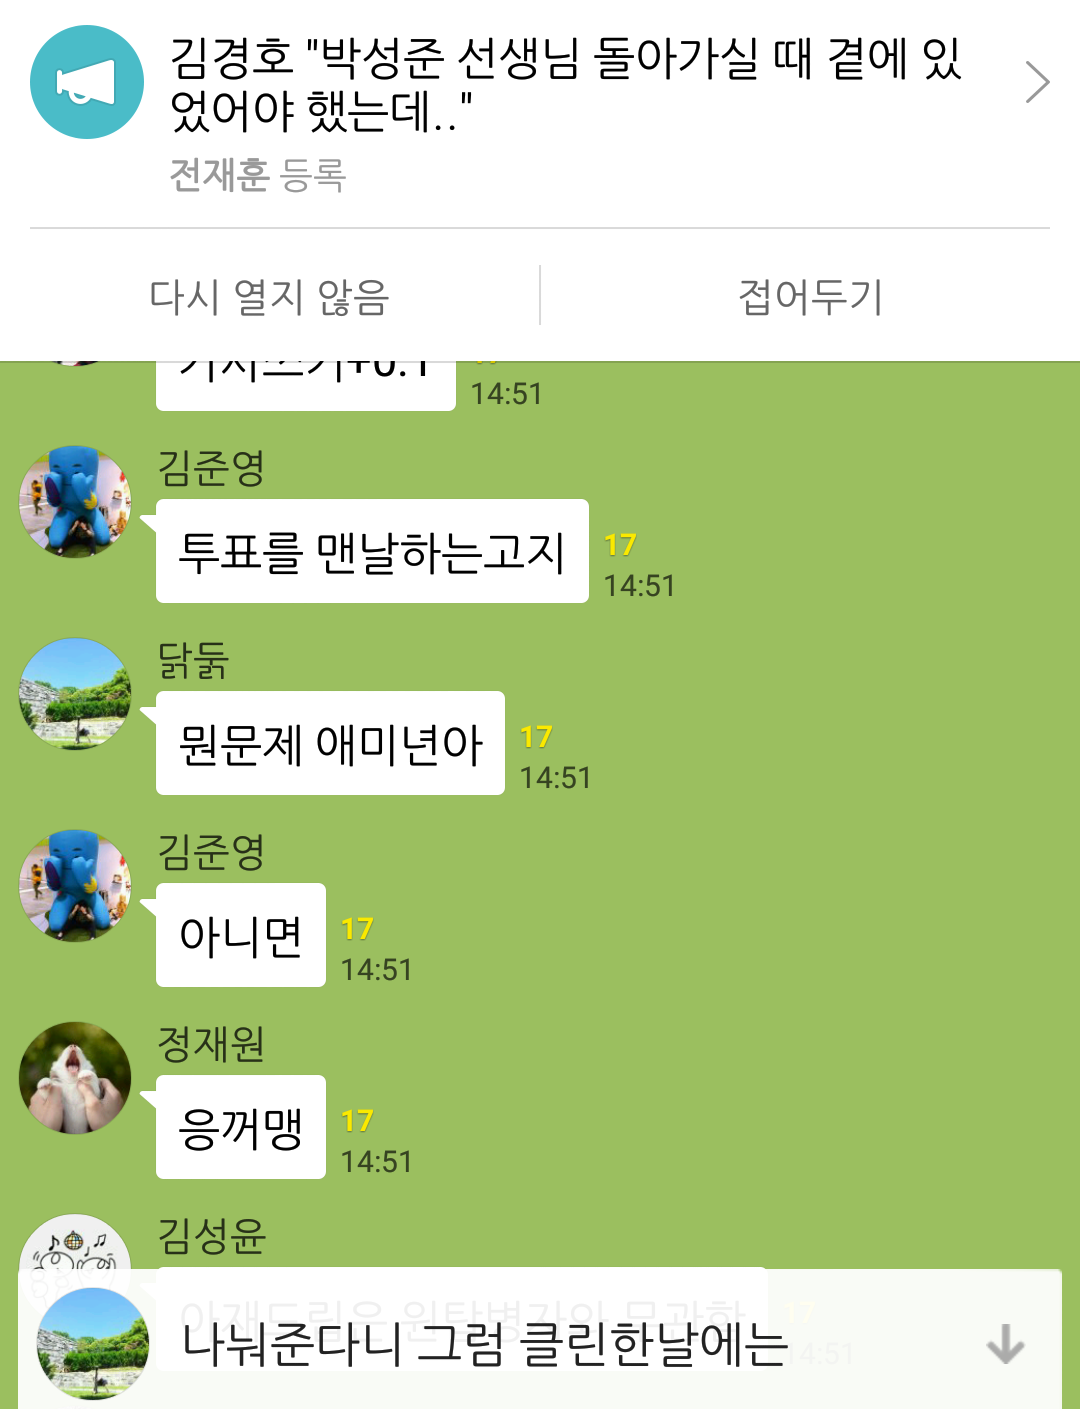 김경호 "박성준 선생님 돌아가실 때 곁에 있
었어야 했는데.."
전재훈 등록
다시 열지 않음
접어두기
14:51
김준영
투표를 맨날하는고지
17
14:51
닭둙
뭔문제 애미년아
17
14:51
김준영
아니면
17
14:51
정재원
응꺼맹
17
14:51
김성윤
17
14:51
나눠준다니 그럼 클린한날에는